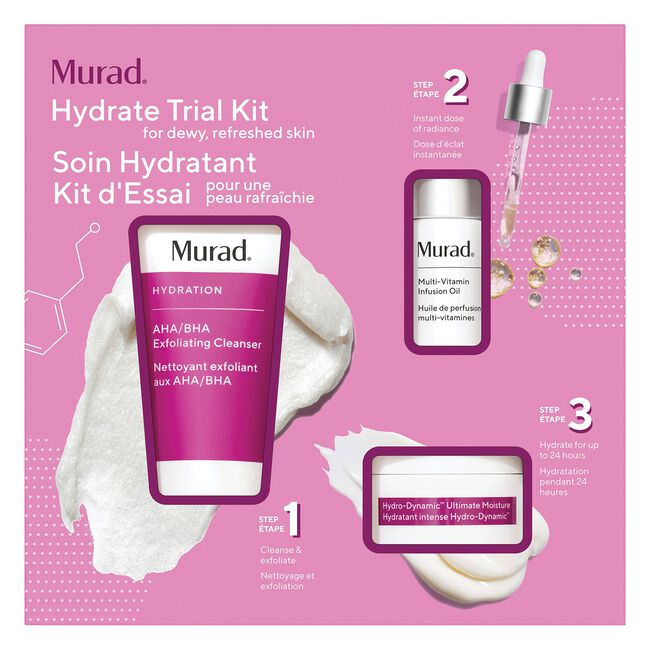 Murad.
Hydrate Trial Kit
for dewy, refreshed skin
Soin Hydratant
Kit d'Essai pour une
peau rafraîchie
STEP
ÉTAPE 2
Instant dose
of radiance
Dose d'éclat
instantanée
Murad.
HYDRATION
AHA/BHA
Exfoliating Cleanser
Nettoyant exfoliant
aux AHA/BHA
Murad.
Multi-Vitamin
Infusion Oil
Huile de perfusion
multi-vitamines
STEP
ÉTAPE 3
Hydrate for up
to 24 hours
Hydratation
pendant 24
heures
Hydro-Dynamic™ Ultimate Moisture
Hydratant intense Hydro-Dynamic™
STEP
ÉTAPE 1
Cleanse &
exfoliate
Nettoyage et
exfoliation